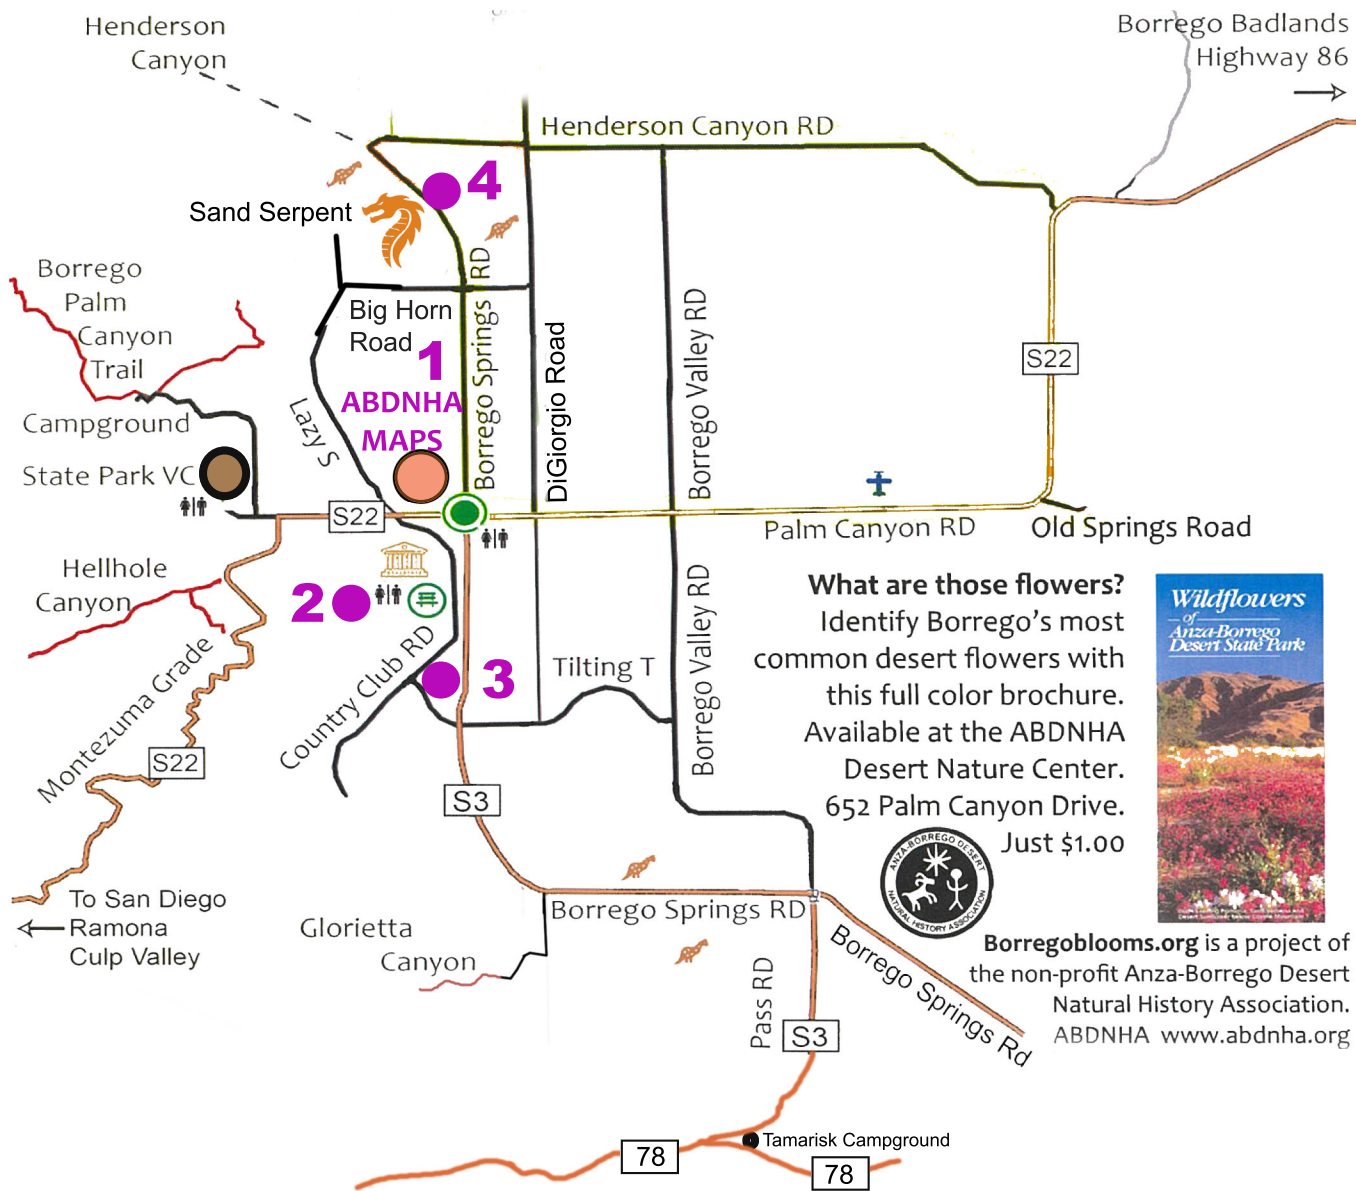 Henderson
Canyon
Borrego Badlands
Highway 86
Henderson Canyon RD
4
Sand Serpent
Borrego
Palm
Canyon
Trail
Big Horn
Road
1
ABDNHA
MAPS
Borrego Springs RD
DiGiorgio Road
Borrego Valley RD
S22
Lazy S
Campground
State Park VC
S22
Palm Canyon RD
Old Springs Road
Hellhole
Canyon
2
Country Club RD
3
Tilting T
Borrego Valley RD
Montezuma Grade
S22
S3
What are those flowers?
Identify Borrego's most
common desert flowers with
this full color brochure.
Available at the ABDNHA
Desert Nature Center.
652 Palm Canyon Drive.
Just $1.00
Wildflowers
of
Anza-Borrego
Desert State Park
ANZA-BORREGO DESERT
NATURAL HISTORY ASSOCIATION
To San Diego
Ramona
Culp Valley
Glorietta
Canyon
Borrego Springs RD
Borrego Springs Rd
Pass RD
S3
Borregoblooms.org is a project of
the non-profit Anza-Borrego Desert
Natural History Association.
ABDNHA www.abdnha.org
Tamarisk Campground
78
78